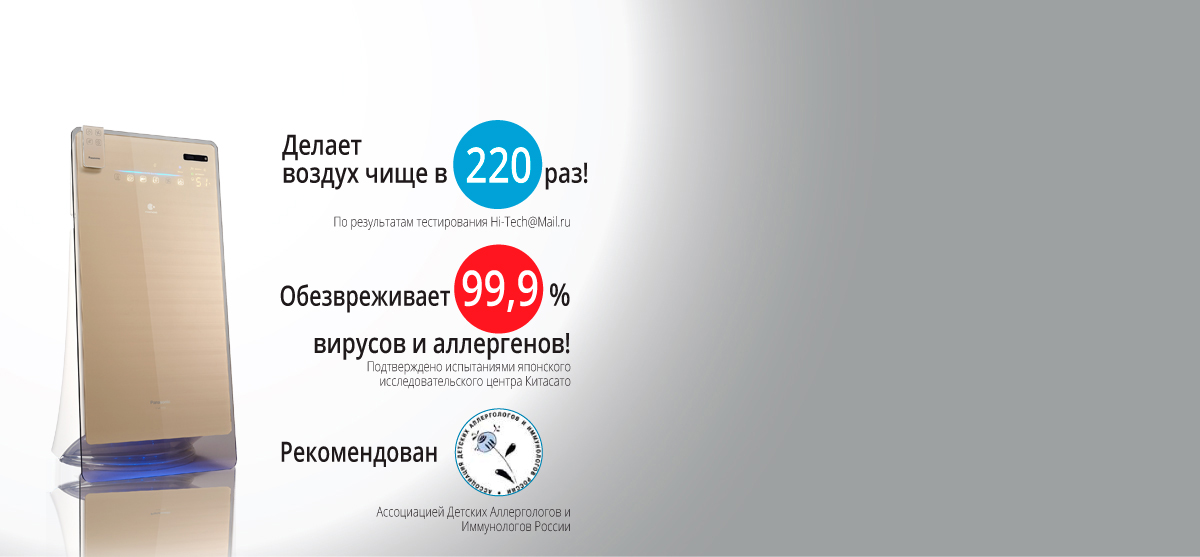 Делает
воздух чище в 220 раз!
По результатам тестирования Hi-Tech@Mail.ru
Обезвреживает 99,9 %
вирусов и аллергенов!
Подтверждено испытаниями японского
исследовательского центра Китасато
Рекомендован
АССОЦИАЦИЯ ДЕТСКИХ АЛЛЕРГОЛОГОВ И ИММУНОЛОГОВ РОССИИ
Ассоциацией Детских Аллергологов и
Иммунологов России